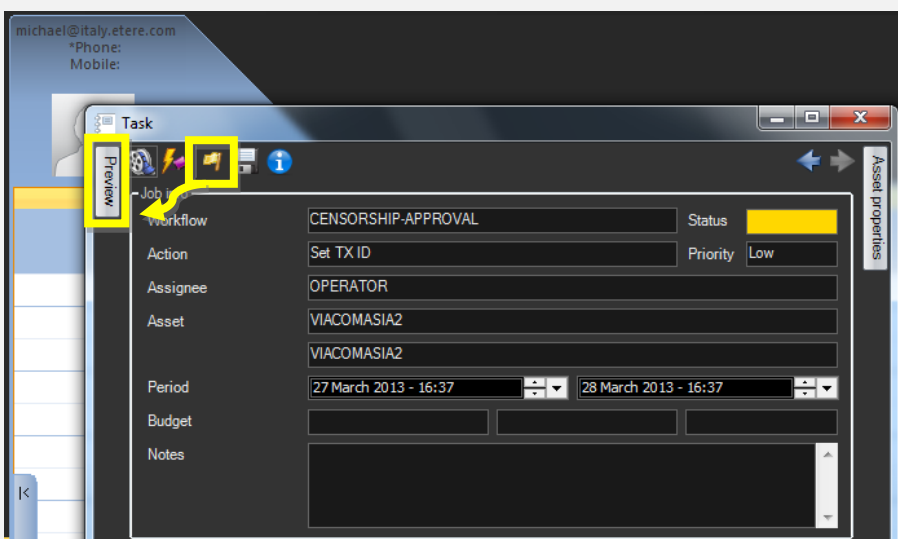 michael@italy.etere.com
*Phone:
Mobile:
Task
Preview
Asset properties
Workflow CENSORSHIP-APPROVAL Status
Action Set TX ID Priority Low
Assignee OPERATOR
Asset VIACOMASIA2
VIACOMASIA2
Period 27 March 2013 - 16:37 28 March 2013 - 16:37
Budget
Notes